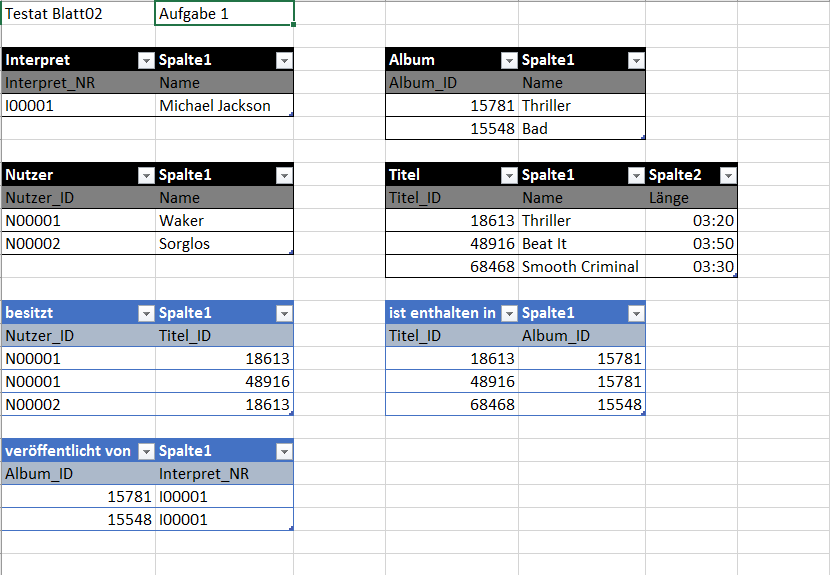 Testat Blatt02 Aufgabe 1
Interpret Spalte1 Album Spalte1
Interpret_NR Name Album_ID Name
I00001 Michael Jackson 15781 Thriller
15548 Bad
Nutzer Spalte1 Titel Spalte1 Spalte2
Nutzer_ID Name Titel_ID Name Länge
N00001 Waker 18613 Thriller 03:20
N00002 Sorglos 48916 Beat It 03:50
68468 Smooth Criminal 03:30
besitzt Spalte1 ist enthalten in Spalte1
Nutzer_ID Titel_ID Titel_ID Album_ID
N00001 18613 18613 15781
N00001 48916 48916 15781
N00002 18613 68468 15548
veröffentlicht von Spalte1
Album_ID Interpret_NR
15781 I00001
15548 I00001